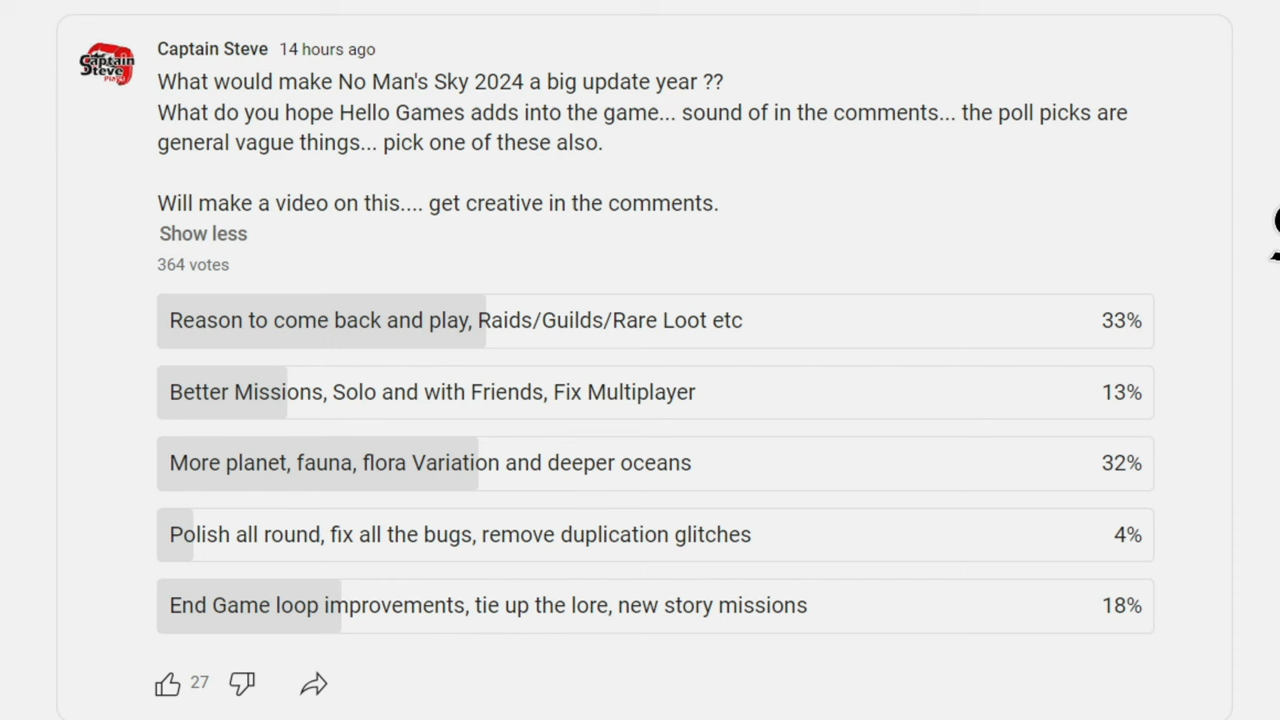 Captain Steve 14 hours ago
Captain
Steve
What would make No Man's Sky 2024 a big update year ??
What do you hope Hello Games adds into the game... sound of in the comments... the poll picks are
general vague things... pick one of these also.
Will make a video on this.... get creative in the comments.
Show less
364 votes
Reason to come back and play, Raids/Guilds/Rare Loot etc 33%
Better Missions, Solo and with Friends, Fix Multiplayer 13%
More planet, fauna, flora Variation and deeper oceans 32%
Polish all round, fix all the bugs, remove duplication glitches 4%
End Game loop improvements, tie up the lore, new story missions 18%
27